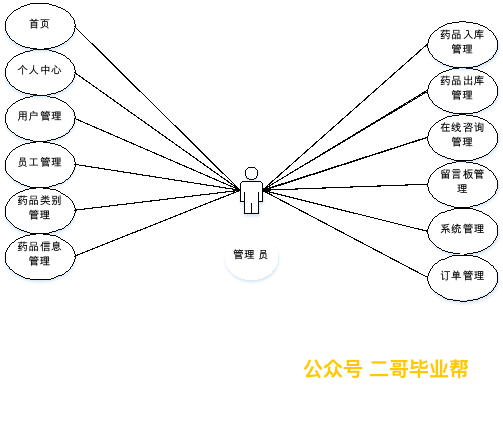 首页
个人中心
用户管理
员工管理
药品类别
管理
药品信息
管理
管理 员
药品入库
管理
药品出库
管理
在线咨询
管理
留言板管
理
系统管理
订单管理
公众号 二哥毕业帮